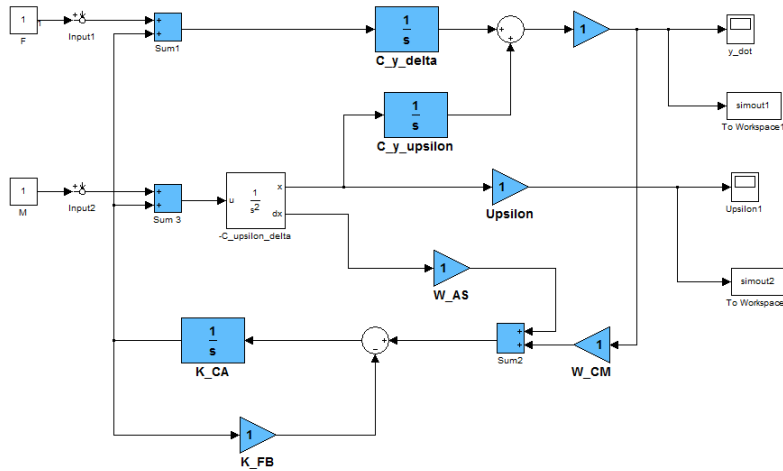 1
F
1
Input1
+
+
Sum1
1
s
C_y_delta
+
+
1
y_dot
simout1
To Workspace1
1
s
C_y_upsilon
1
M
Input2
+
+
Sum 3
u
1
s²
x
dx
-C_upsilon_delta
1
Upsilon
Upsilon1
1
W_AS
simout2
To Workspace
1
s
K_CA
+
−
+
+
Sum2
1
W_CM
1
K_FB